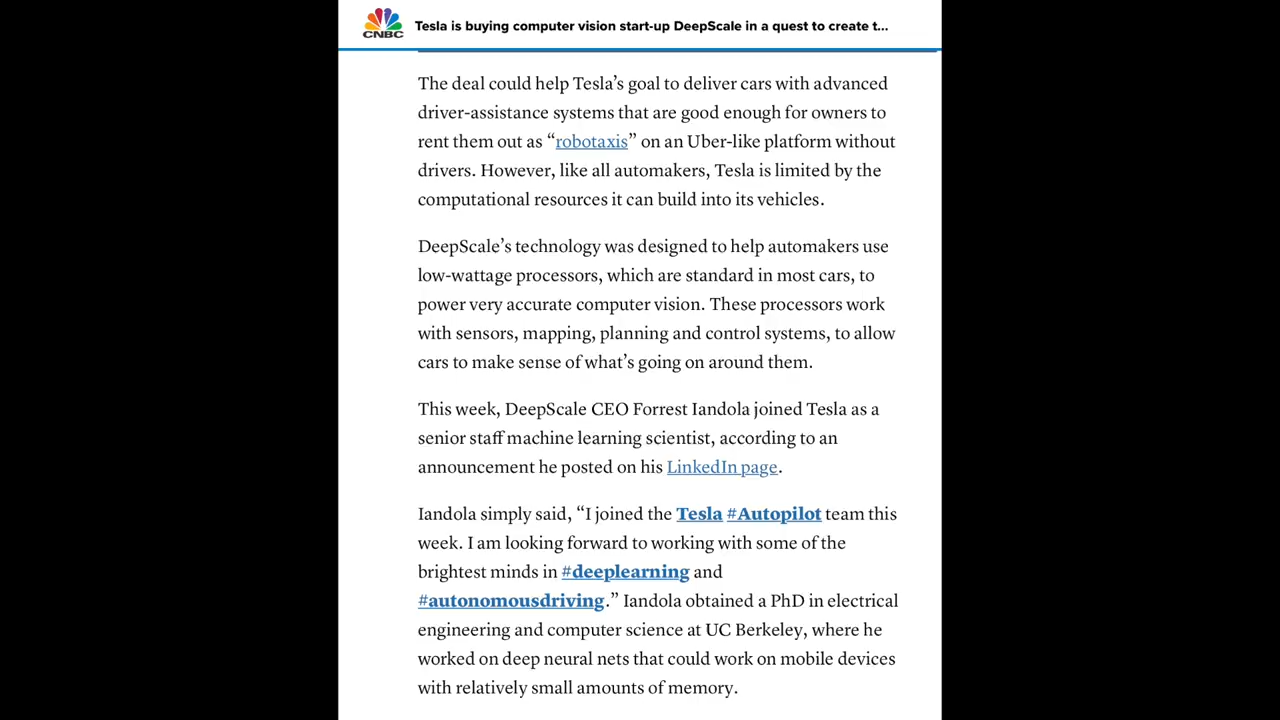 CNBC
Tesla is buying computer vision start-up DeepScale in a quest to create t...
The deal could help Tesla’s goal to deliver cars with advanced
driver-assistance systems that are good enough for owners to
rent them out as “robotaxis” on an Uber-like platform without
drivers. However, like all automakers, Tesla is limited by the
computational resources it can build into its vehicles.
DeepScale’s technology was designed to help automakers use
low-wattage processors, which are standard in most cars, to
power very accurate computer vision. These processors work
with sensors, mapping, planning and control systems, to allow
cars to make sense of what’s going on around them.
This week, DeepScale CEO Forrest Iandola joined Tesla as a
senior staff machine learning scientist, according to an
announcement he posted on his LinkedIn page.
Iandola simply said, “I joined the Tesla #Autopilot team this
week. I am looking forward to working with some of the
brightest minds in #deeplearning and
#autonomousdriving.” Iandola obtained a PhD in electrical
engineering and computer science at UC Berkeley, where he
worked on deep neural nets that could work on mobile devices
with relatively small amounts of memory.